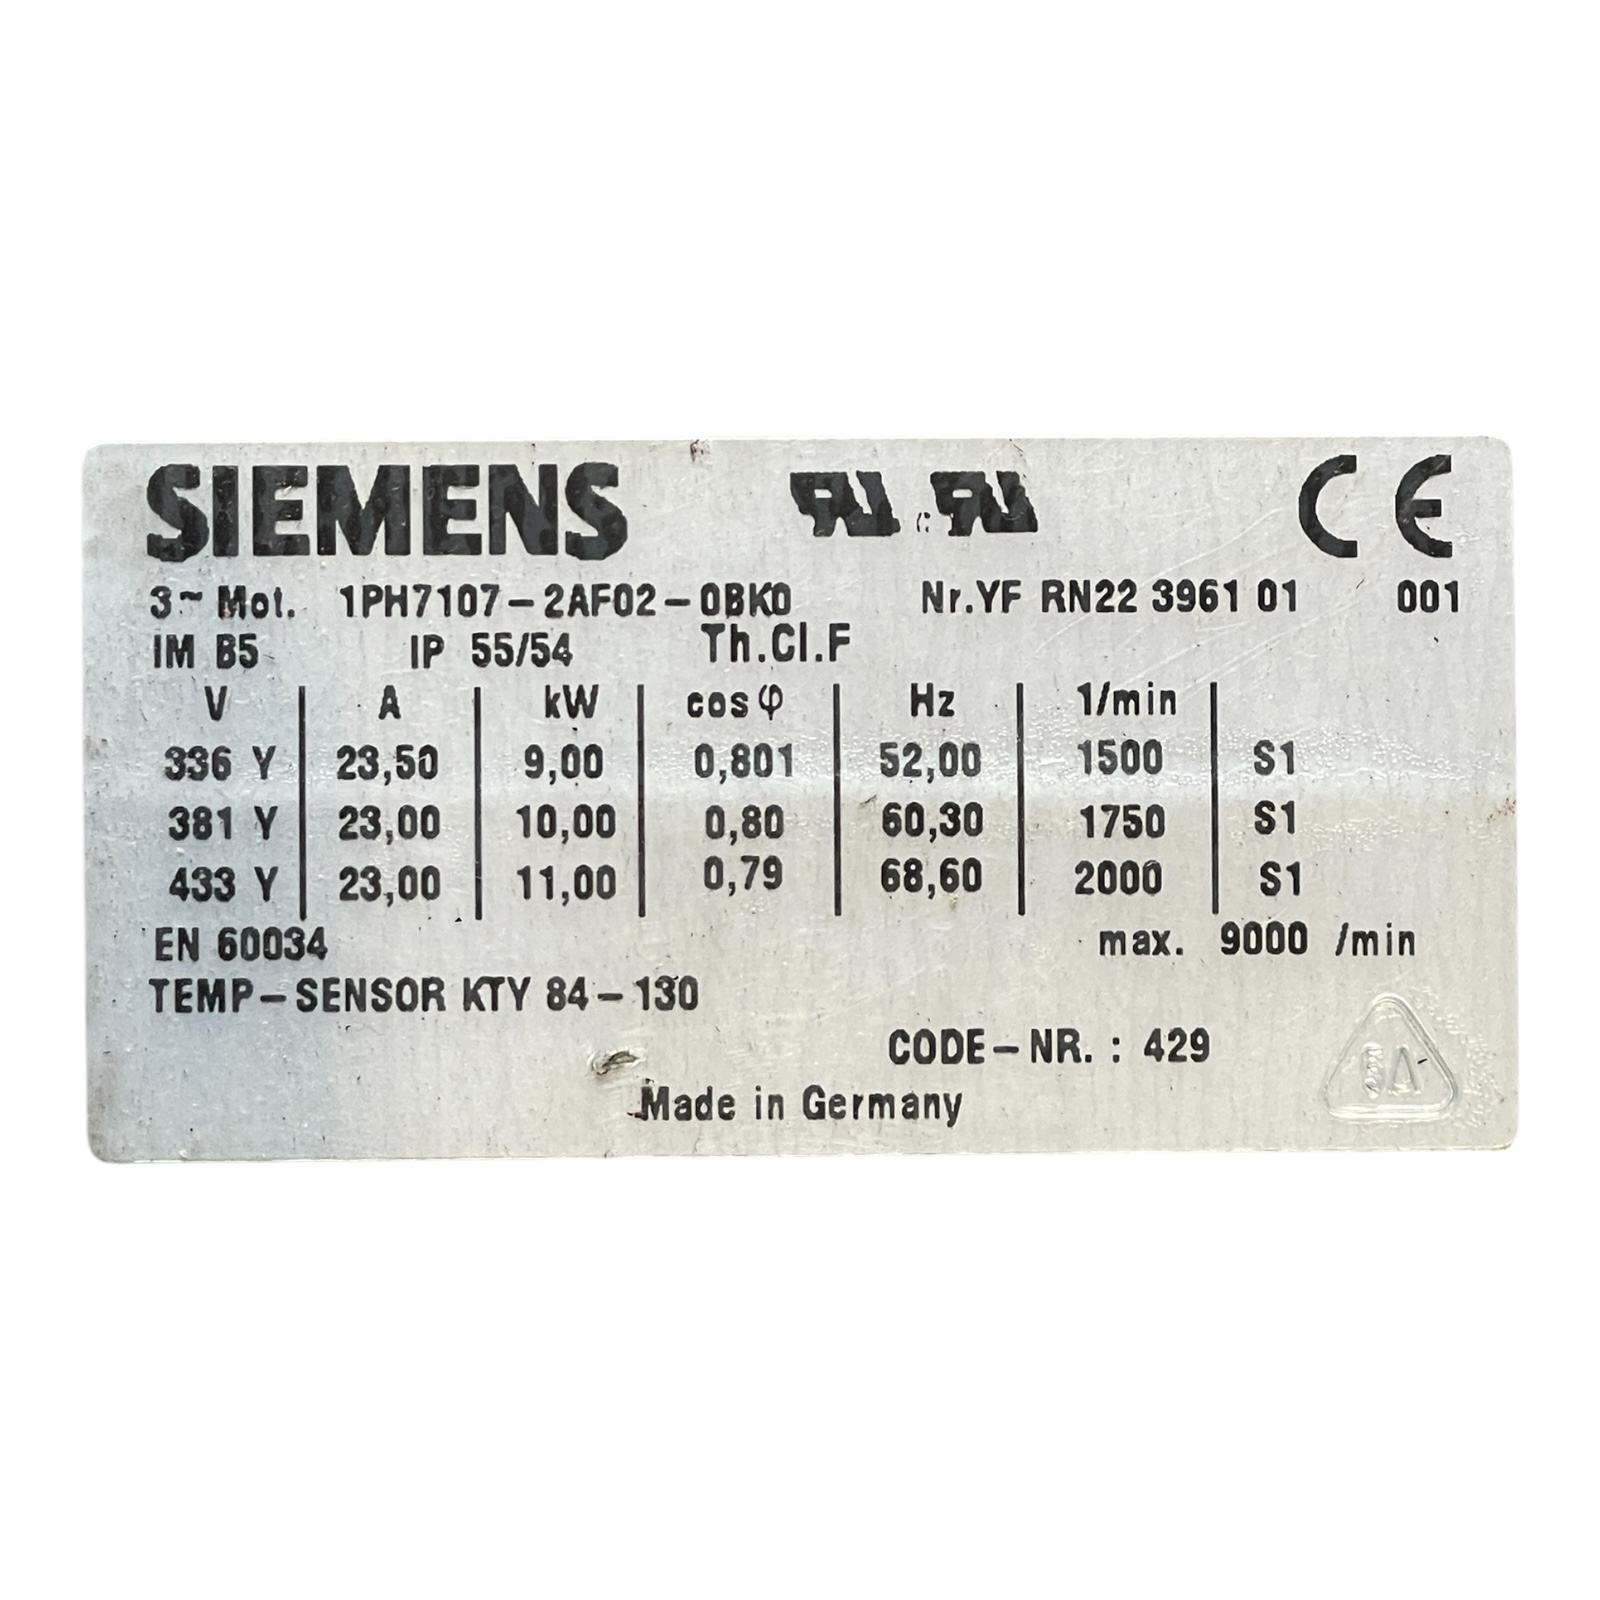 SIEMENS
3~ Mot. 1PH7107-2AF02-0BK0 Nr.YF RN22 3961 01 001
IM B5 IP 55/54 Th.Cl.F
V A kW cos φ Hz 1/min
336 Y 23,50 9,00 0,801 52,00 1500 S1
381 Y 23,00 10,00 0,80 60,30 1750 S1
433 Y 23,00 11,00 0,79 68,60 2000 S1
EN 60034 max. 9000 /min
TEMP-SENSOR KTY 84-130
CODE-NR. : 429
Made in Germany